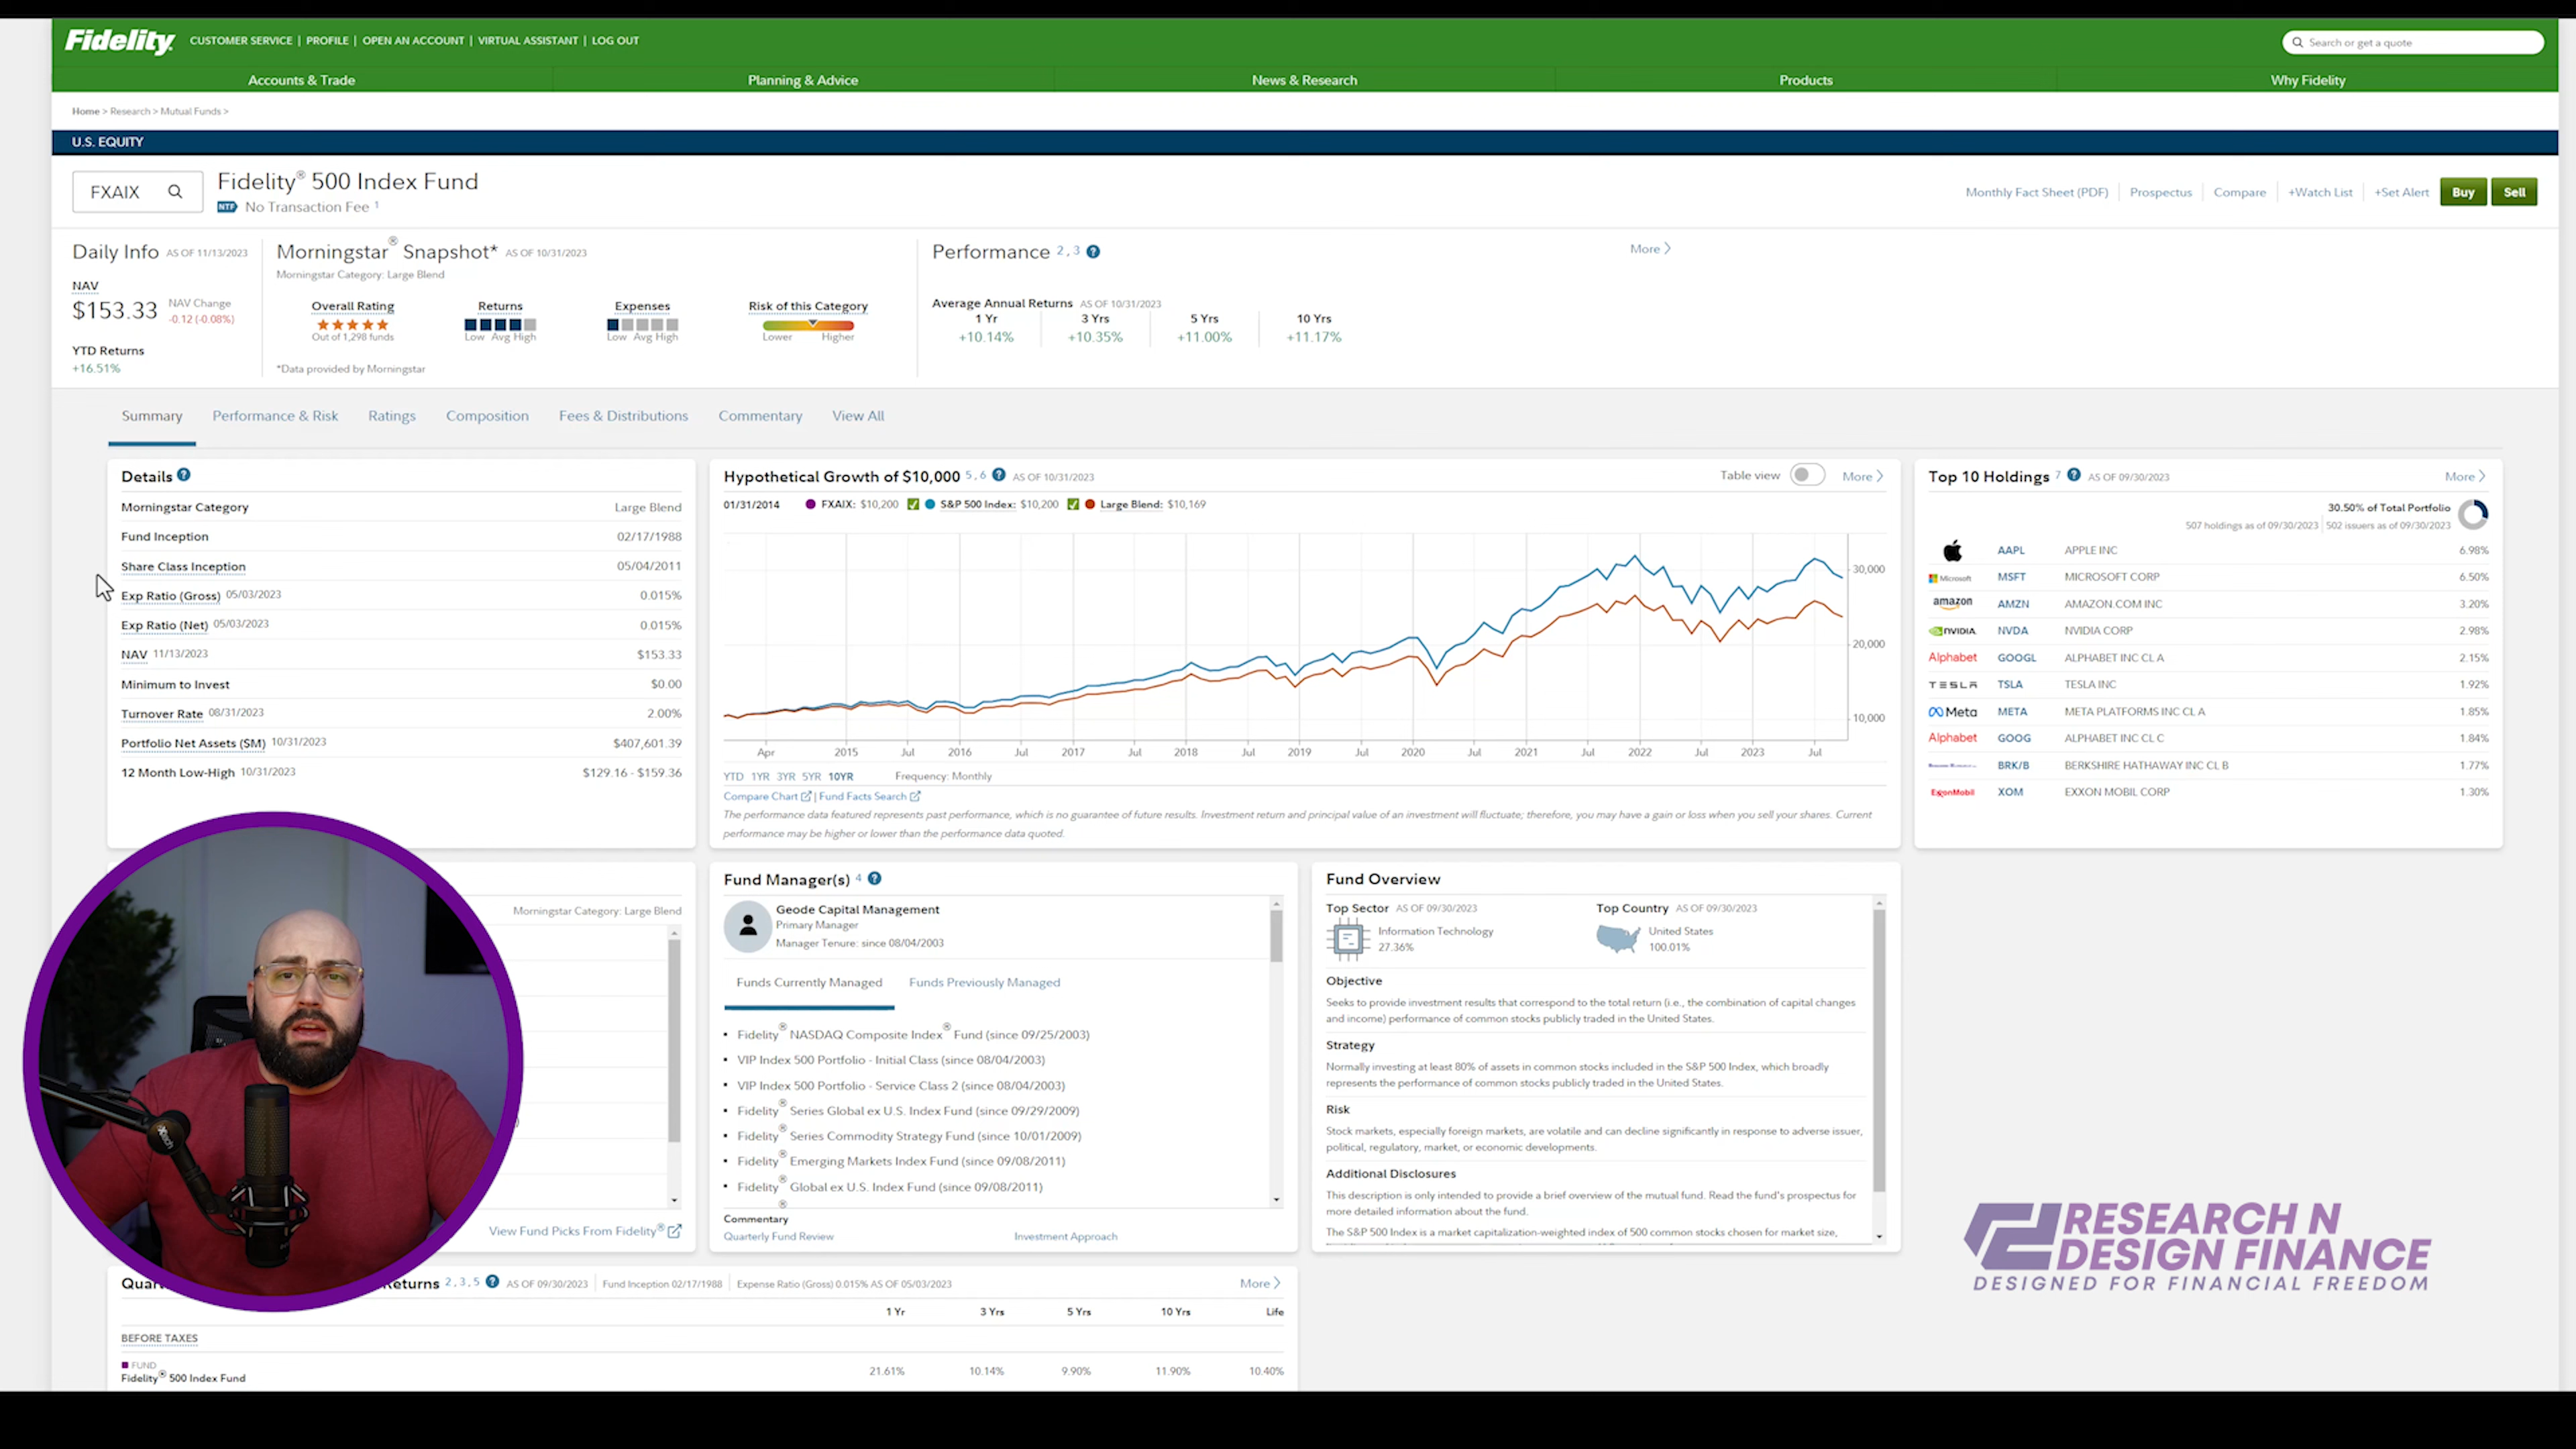 Fidelity
CUSTOMER SERVICE | PROFILE | OPEN AN ACCOUNT | VIRTUAL ASSISTANT | LOG OUT
Search or get a quote
Accounts & Trade Planning & Advice News & Research Products Why Fidelity
Home > Research > Mutual Funds >
U.S. EQUITY
FXAIX
Fidelity® 500 Index Fund
NTF No Transaction Fee 1
Monthly Fact Sheet (PDF) Prospectus Compare +Watch List +Set Alert Buy Sell
Daily Info AS OF 11/13/2023
NAV
$153.33
NAV Change
-0.12 (-0.08%)
YTD Returns
+16.51%
Morningstar® Snapshot* AS OF 10/31/2023
Morningstar Category: Large Blend
Overall Rating Returns Expenses Risk of this Category
Out of 1,298 funds Low Avg High Low Avg High Lower Higher
*Data provided by Morningstar
Performance 2, 3 ?
More >
Average Annual Returns AS OF 10/31/2023
1 Yr 3 Yrs 5 Yrs 10 Yrs
+10.14% +10.35% +11.00% +11.17%
Summary Performance & Risk Ratings Composition Fees & Distributions Commentary View All
Details ?
Morningstar Category Large Blend
Fund Inception 02/17/1988
Share Class Inception 05/04/2011
Exp Ratio (Gross) 05/03/2023 0.015%
Exp Ratio (Net) 05/03/2023 0.015%
NAV 11/13/2023 $153.33
Minimum to Invest $0.00
Turnover Rate 08/31/2023 2.00%
Portfolio Net Assets ($M) 10/31/2023 $407,601.39
12 Month Low-High 10/31/2023 $129.16 - $159.36
Hypothetical Growth of $10,000 5, 6 ? AS OF 10/31/2023
Table view More >
01/31/2014 FXAIX: $10,200 S&P 500 Index: $10,200 Large Blend: $10,169
30,000
20,000
10,000
Apr 2015 Jul 2016 Jul 2017 Jul 2018 Jul 2019 Jul 2020 Jul 2021 Jul 2022 Jul 2023 Jul
YTD 1YR 3YR 5YR 10YR Frequency: Monthly
Compare Chart | Fund Facts Search
The performance data featured represents past performance, which is no guarantee of future results. Investment return and principal value of an investment will fluctuate; therefore, you may have a gain or loss when you sell your shares. Current
performance may be higher or lower than the performance data quoted.
Top 10 Holdings 7 ? AS OF 09/30/2023
More >
30.50% of Total Portfolio
507 holdings as of 09/30/2023 | 502 issuers as of 09/30/2023
AAPL APPLE INC 6.98%
Microsoft MSFT MICROSOFT CORP 6.50%
amazon AMZN AMAZON.COM INC 3.20%
NVIDIA NVDA NVIDIA CORP 2.98%
Alphabet GOOGL ALPHABET INC CL A 2.15%
TESLA TSLA TESLA INC 1.92%
Meta META META PLATFORMS INC CL A 1.85%
Alphabet GOOG ALPHABET INC CL C 1.84%
BRK/B BERKSHIRE HATHAWAY INC CL B 1.77%
ExxonMobil XOM EXXON MOBIL CORP 1.30%
Morningstar Category: Large Blend
View Fund Picks From Fidelity®
Fund Manager(s) 4 ?
Geode Capital Management
Primary Manager
Manager Tenure: since 08/04/2003
Funds Currently Managed Funds Previously Managed
Fidelity® NASDAQ Composite Index® Fund (since 09/25/2003)
VIP Index 500 Portfolio - Initial Class (since 08/04/2003)
VIP Index 500 Portfolio - Service Class 2 (since 08/04/2003)
Fidelity® Series Global ex U.S. Index Fund (since 09/29/2009)
Fidelity® Series Commodity Strategy Fund (since 10/01/2009)
Fidelity® Emerging Markets Index Fund (since 09/08/2011)
Fidelity® Global ex U.S. Index Fund (since 09/08/2011)
®
Commentary
Quarterly Fund Review Investment Approach
Fund Overview
Top Sector AS OF 09/30/2023
Information Technology
27.36%
Top Country AS OF 09/30/2023
United States
100.01%
Objective
Seeks to provide investment results that correspond to the total return (i.e., the combination of capital changes
and income) performance of common stocks publicly traded in the United States.
Strategy
Normally investing at least 80% of assets in common stocks included in the S&P 500 Index, which broadly
represents the performance of common stocks publicly traded in the United States.
Risk
Stock markets, especially foreign markets, are volatile and can decline significantly in response to adverse issuer,
political, regulatory, market, or economic developments.
Additional Disclosures
This description is only intended to provide a brief overview of the mutual fund. Read the fund's prospectus for
more detailed information about the fund.
The S&P 500 Index is a market capitalization-weighted index of 500 common stocks chosen for market size,
RESEARCH N
DESIGN FINANCE
DESIGNED FOR FINANCIAL FREEDOM
Returns 2, 3, 5 ? AS OF 09/30/2023 | Fund Inception 02/17/1988 | Expense Ratio (Gross) 0.015% AS OF 05/03/2023 More >
1 Yr 3 Yrs 5 Yrs 10 Yrs Life
BEFORE TAXES
FUND
Fidelity® 500 Index Fund 21.61% 10.14% 9.90% 11.90% 10.40%